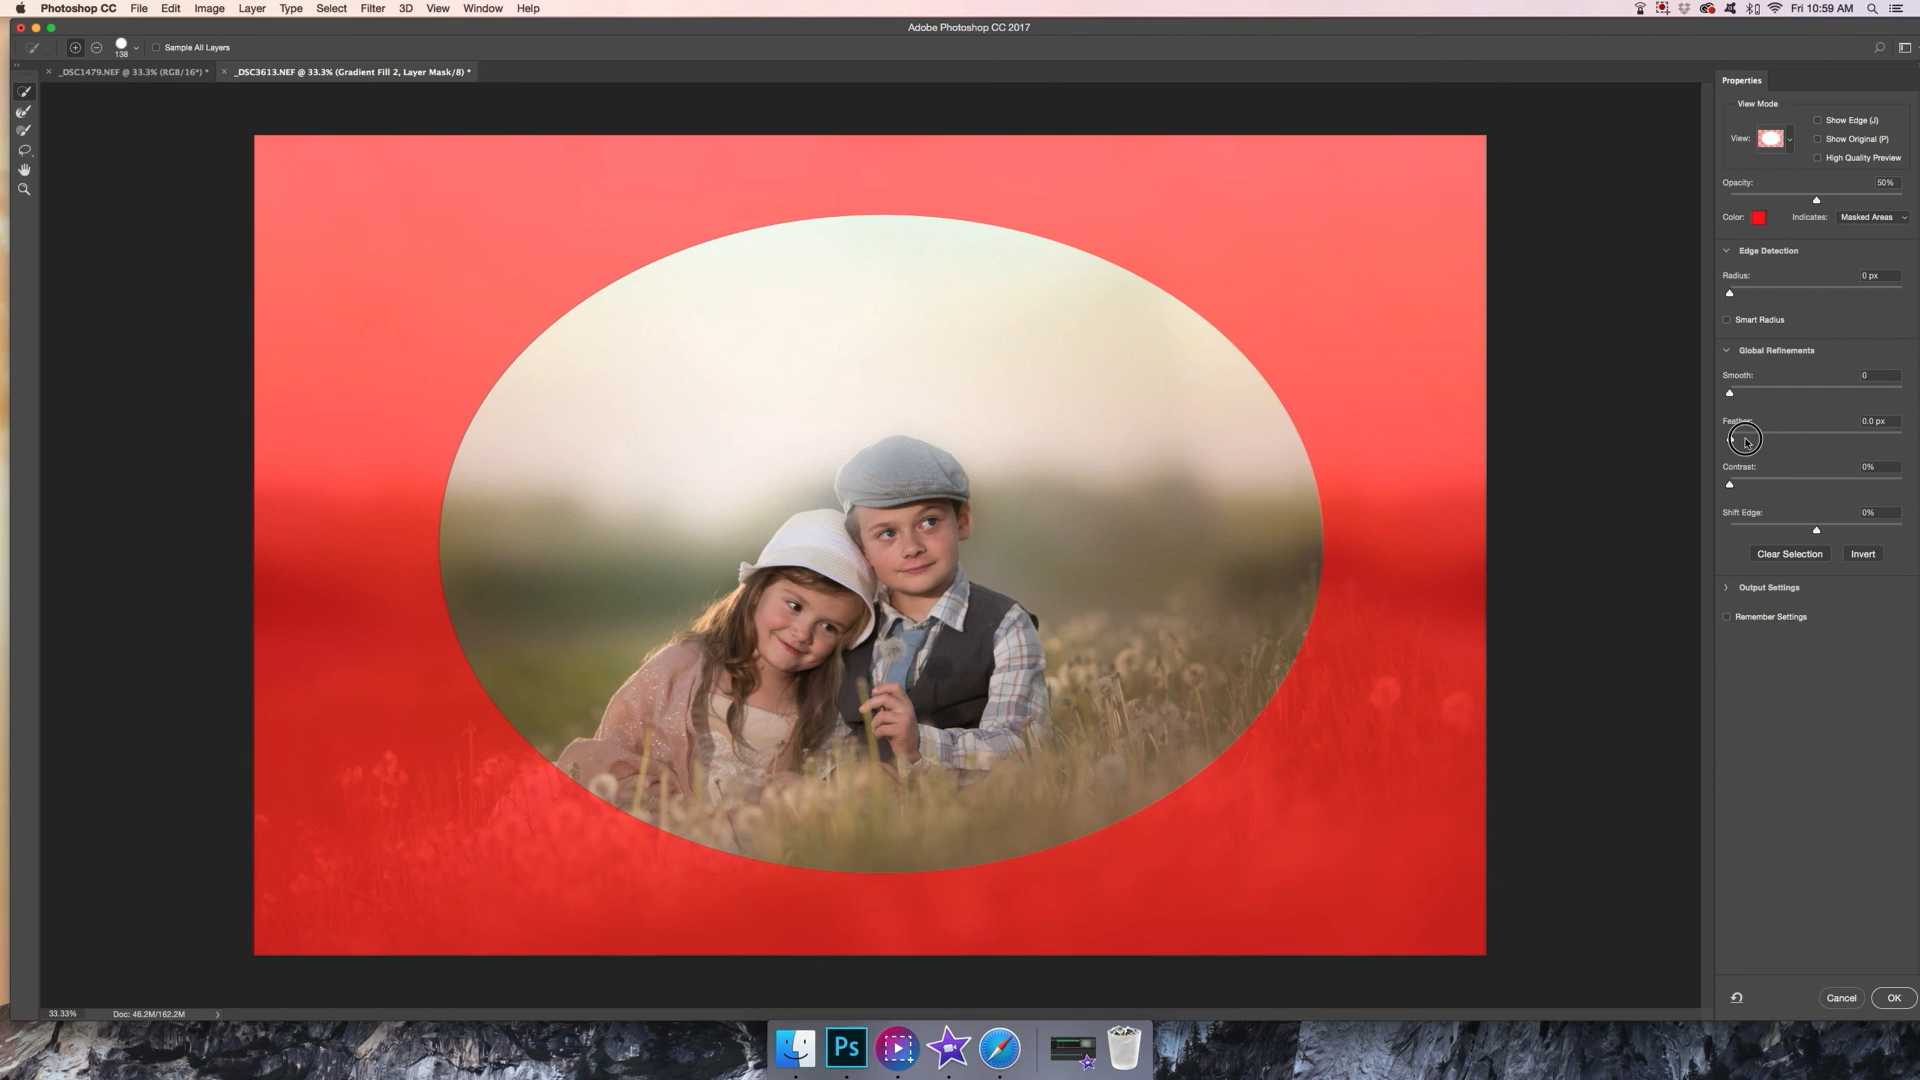 Photoshop CC File Edit Image Layer Type Select Filter 3D View Window Help Fri 10:59 AM
Adobe Photoshop CC 2017
138 Sample All Layers
_DSC1479.NEF @ 33.3% (RGB/16*) * _DSC3613.NEF @ 33.3% (Gradient Fill 2, Layer Mask/8) *
Properties
View Mode
Show Edge (J)
View: Show Original (P)
High Quality Preview
Opacity: 50%
Color: Indicates: Masked Areas
Edge Detection
Radius: 0 px
Smart Radius
Global Refinements
Smooth: 0
Feather: 0.0 px
Contrast: 0%
Shift Edge: 0%
Clear Selection Invert
Output Settings
Remember Settings
Cancel OK
33.33% Doc: 46.2M/162.2M
Ps